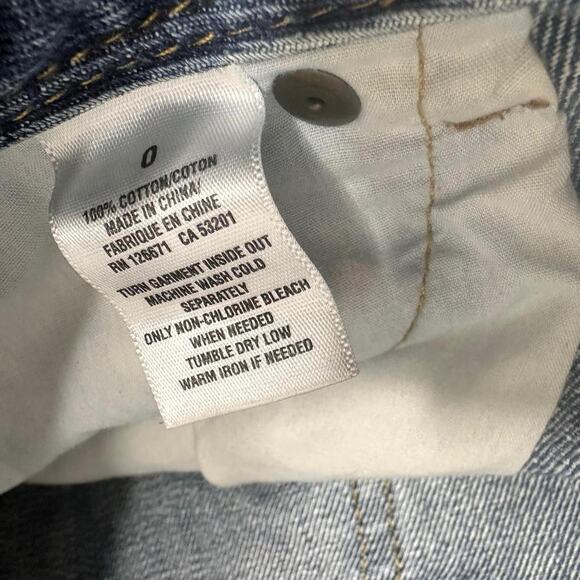 0
100% COTTON/COTON
MADE IN CHINA/
FABRIQUE EN CHINE
RN 126671 CA 53201
TURN GARMENT INSIDE OUT
MACHINE WASH COLD
SEPARATELY
ONLY NON-CHLORINE BLEACH
WHEN NEEDED
TUMBLE DRY LOW
WARM IRON IF NEEDED